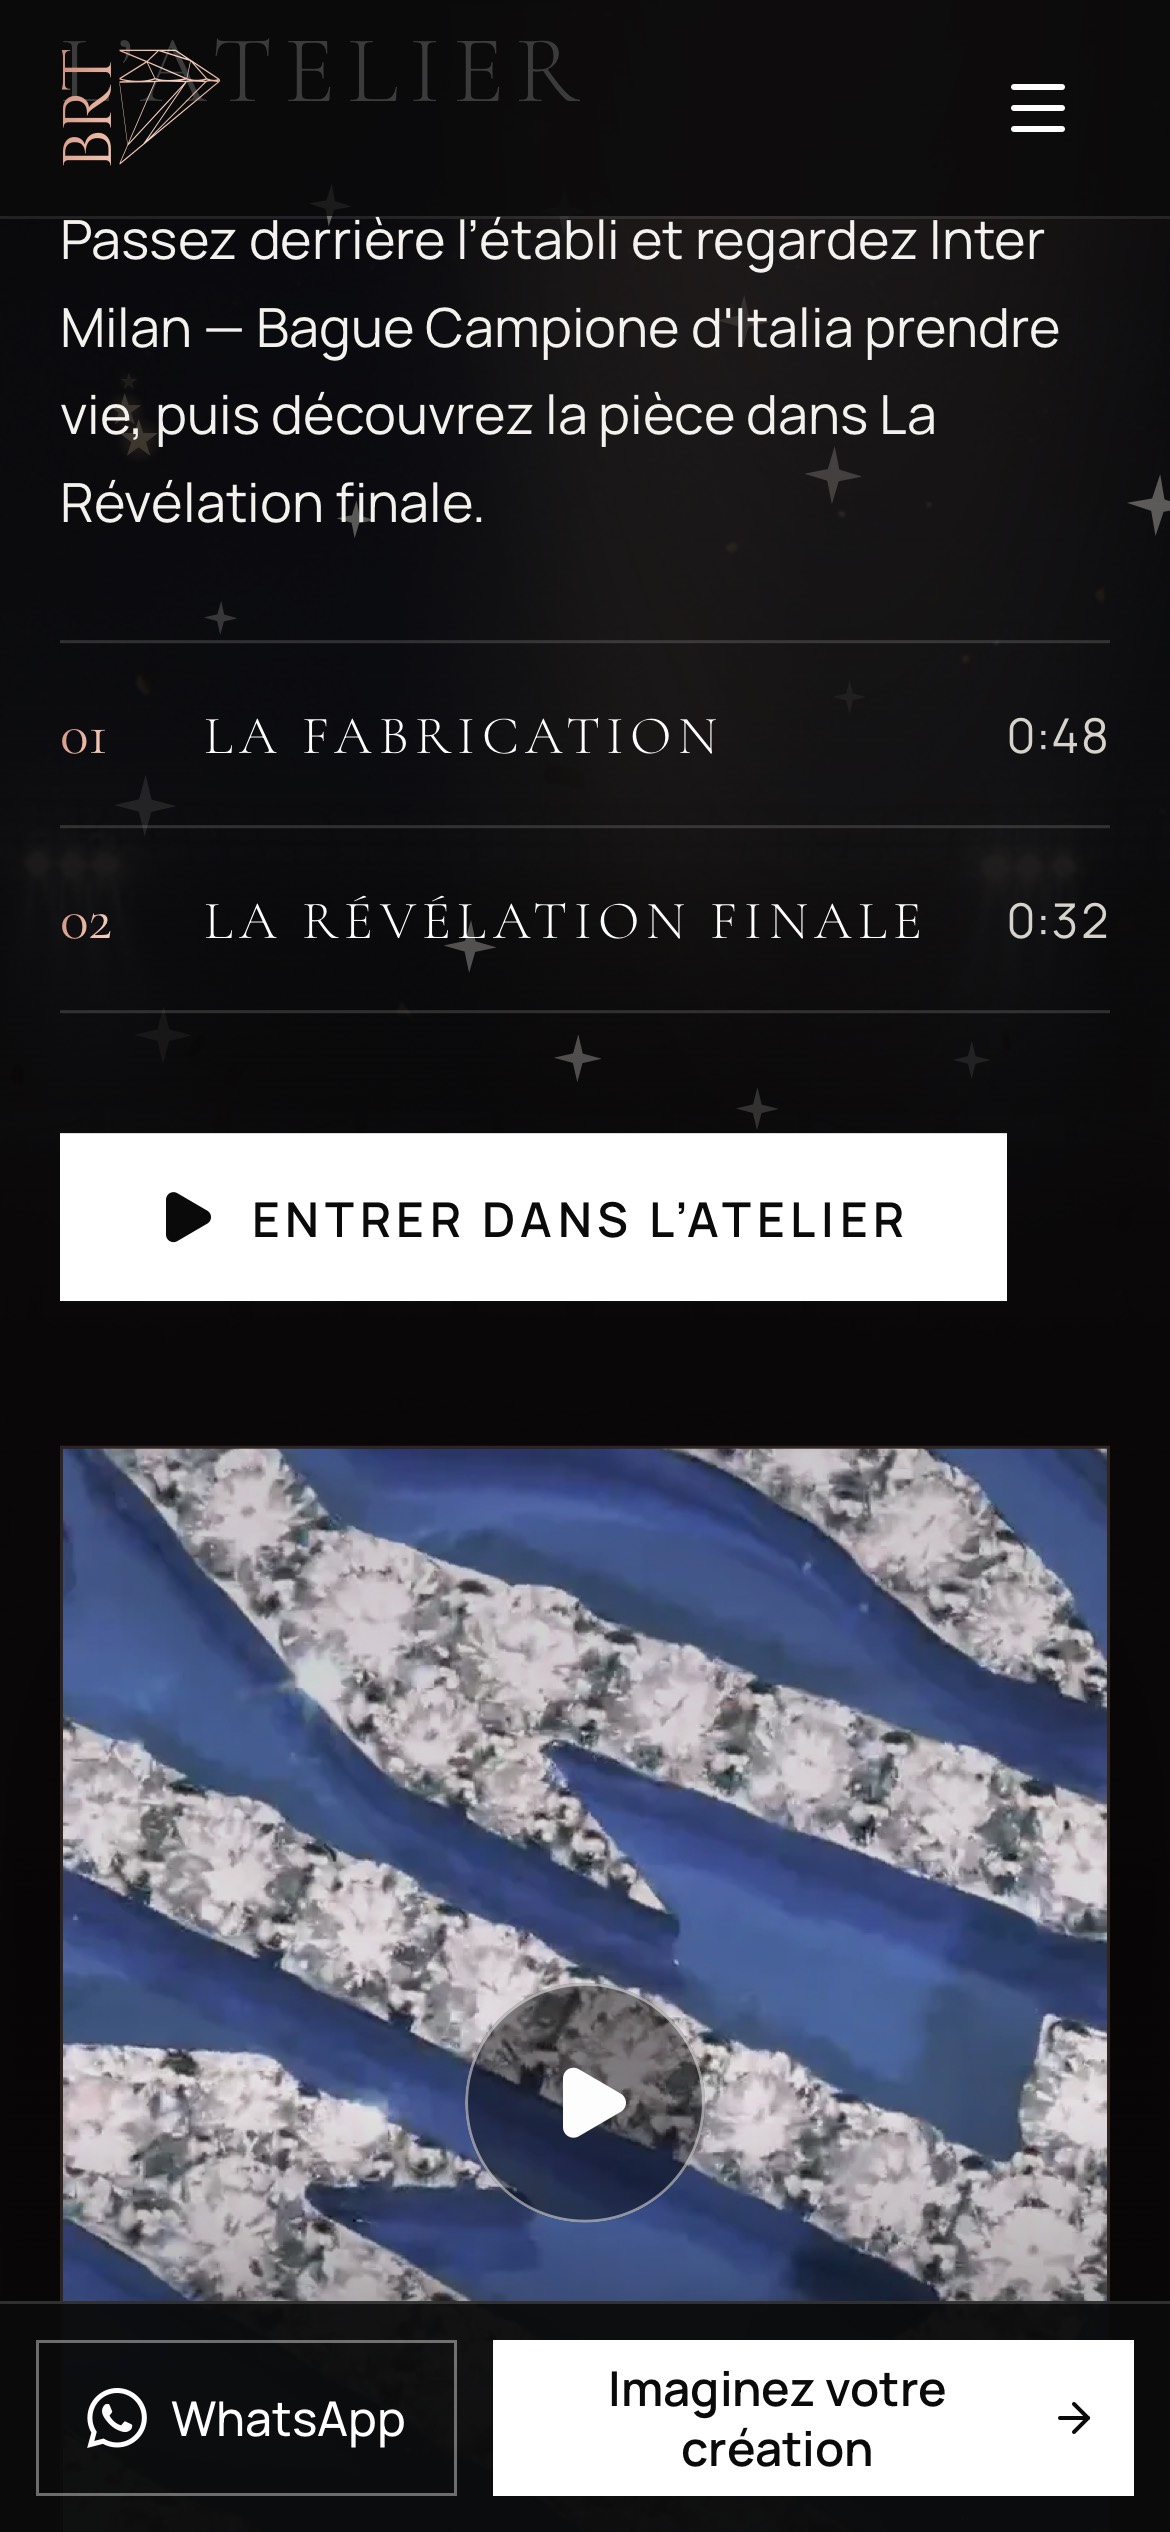 L’ATELIER
BRT
Passez derrière l’établi et regardez Inter
Milan — Bague Campione d'Italia prendre
vie, puis découvrez la pièce dans La
Révélation finale.
01 LA FABRICATION 0:48
02 LA RÉVÉLATION FINALE 0:32
ENTRER DANS L’ATELIER
WhatsApp
Imaginez votre
création